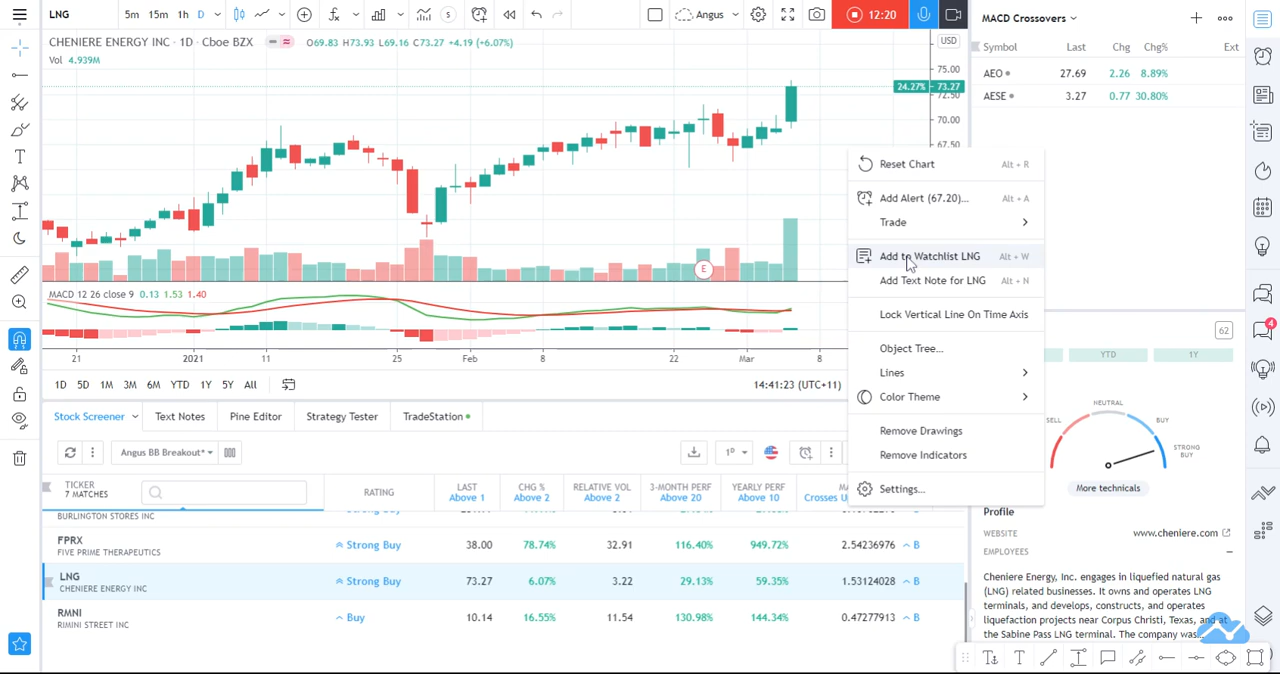 LNG 5m 15m 1h D S Angus 12:20 MACD Crossovers
CHENIERE ENERGY INC · 1D · Cboe BZX O69.83 H73.93 L69.16 C73.27 +4.19 (+6.07%) USD
Vol 4.939M
Symbol Last Chg Chg% Ext
AEO 27.69 2.26 8.89%
AESE 3.27 0.77 30.80%
75.00
24.27% 73.27
72.50
70.00
67.50
E
MACD 12 26 close 9 0.13 1.53 1.40
21 2021 11 25 Feb 8 22 Mar 8
1D 5D 1M 3M 6M YTD 1Y 5Y All 14:41:23 (UTC+11)
Reset Chart Alt + R
Add Alert (67.20)... Alt + A
Trade
Add to Watchlist LNG Alt + W
Add Text Note for LNG Alt + N
Lock Vertical Line On Time Axis
Object Tree...
Lines
Color Theme
Remove Drawings
Remove Indicators
Settings...
Stock Screener Text Notes Pine Editor Strategy Tester TradeStation
Angus BB Breakout* 1D
TICKER RATING LAST CHG % RELATIVE VOL 3-MONTH PERF YEARLY PERF
7 MATCHES Above 1 Above 2 Above 2 Above 20 Above 10 Crosses U
BURLINGTON STORES INC
FPRX Strong Buy 38.00 78.74% 32.91 116.40% 949.72% 2.54236976 B
FIVE PRIME THERAPEUTICS
LNG Strong Buy 73.27 6.07% 3.22 29.13% 59.35% 1.53124028 B
CHENIERE ENERGY INC
RMNI Buy 10.14 16.55% 11.54 130.98% 144.34% 0.47277913 B
RIMINI STREET INC
62
4
YTD 1Y
NEUTRAL
SELL BUY
STRONG
BUY
More technicals
Profile
WEBSITE www.cheniere.com
EMPLOYEES —
Cheniere Energy, Inc. engages in liquefied natural gas
(LNG) related businesses. It owns and operates LNG
terminals, and develops, constructs, and operates
liquefaction projects near Corpus Christi, Texas, and at
the Sabine Pass LNG terminal. The company was...